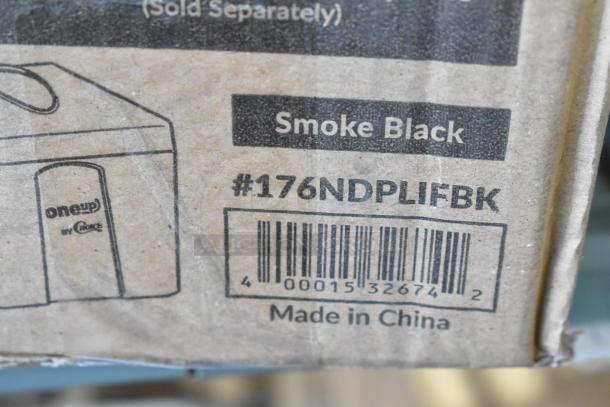 (Sold Separately)
Smoke Black
#176NDPLIFBK
oneup
BY CHOICE
4 00015 32674 2
Made in China